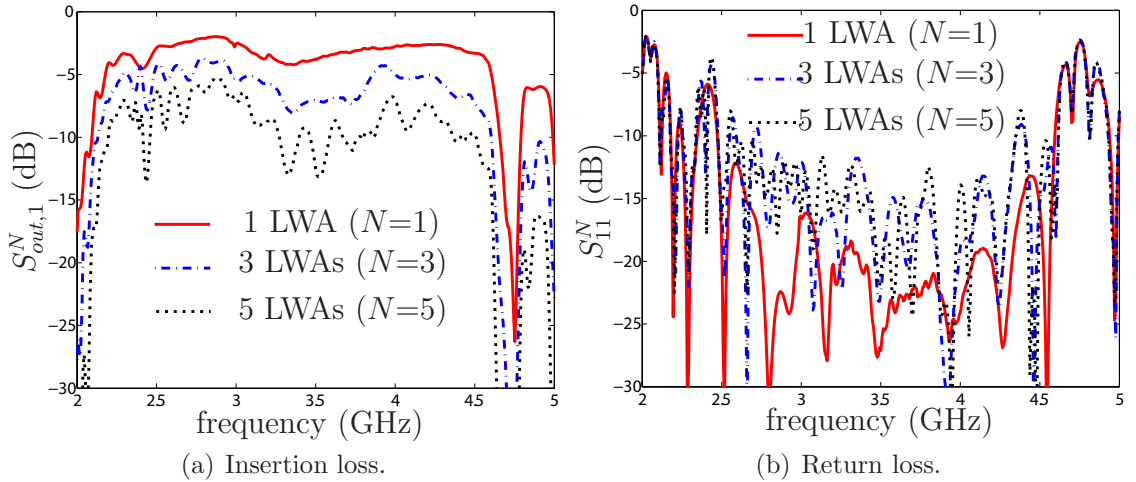 0
−5
−10
−15
−20
−25
−30
2
2.5
3
3.5
4
4.5
5
S^N_{out,1} (dB)
frequency (GHz)
1 LWA (N=1)
3 LWAs (N=3)
5 LWAs (N=5)
(a) Insertion loss.
0
−5
−10
−15
−20
−25
−30
2
2.5
3
3.5
4
4.5
5
S^N_{11} (dB)
frequency (GHz)
1 LWA (N=1)
3 LWAs (N=3)
5 LWAs (N=5)
(b) Return loss.